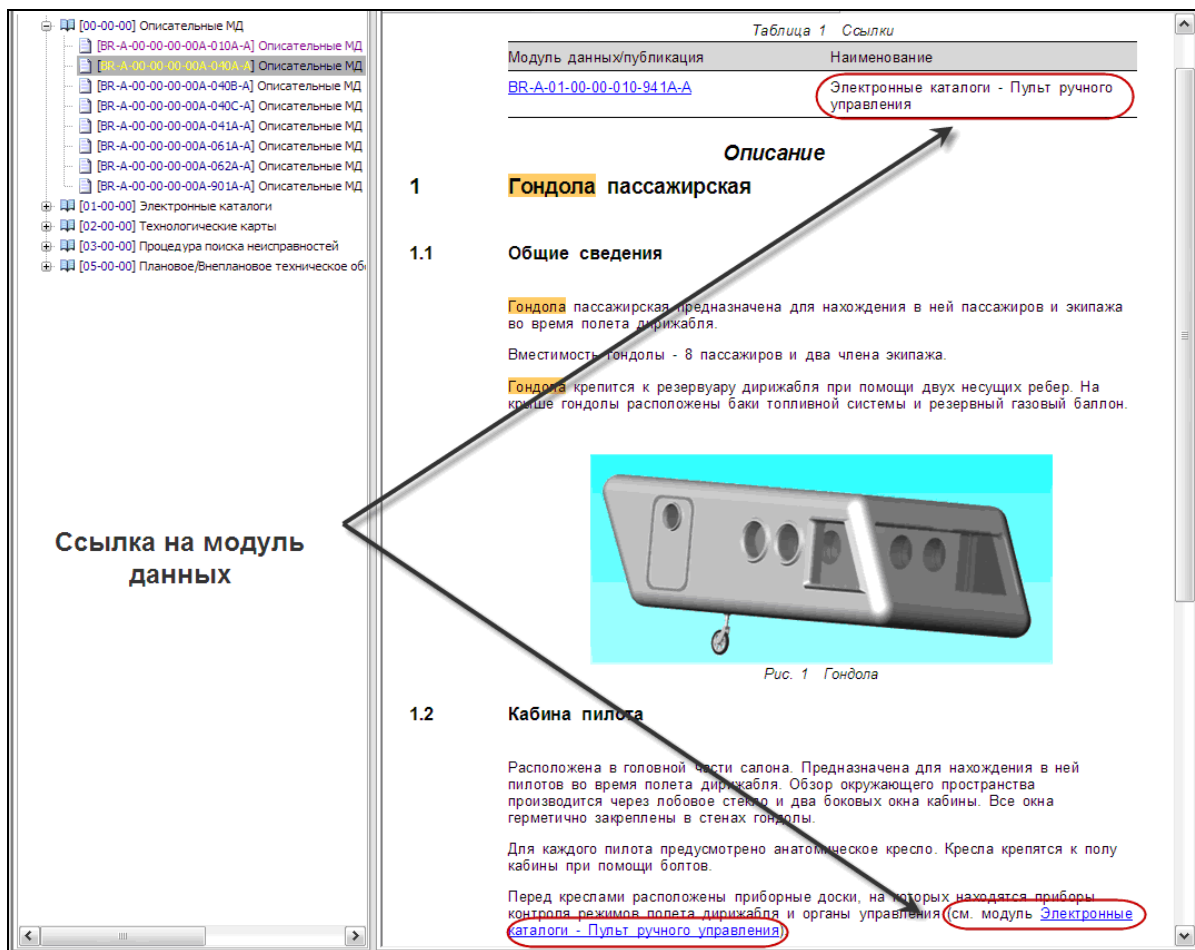 [00-00-00] Описательные МД
[BR-A-00-00-00-00A-010A-A] Описательные МД
[BR-A-00-00-00-00A-040A-A] Описательные МД
[BR-A-00-00-00-00A-040B-A] Описательные МД
[BR-A-00-00-00-00A-040C-A] Описательные МД
[BR-A-00-00-00-00A-041A-A] Описательные МД
[BR-A-00-00-00-00A-061A-A] Описательные МД
[BR-A-00-00-00-00A-062A-A] Описательные МД
[BR-A-00-00-00-00A-901A-A] Описательные МД
[01-00-00] Электронные каталоги
[02-00-00] Технологические карты
[03-00-00] Процедура поиска неисправностей
[05-00-00] Плановое/Внеплановое техническое об
Ссылка на модуль
данных
Таблица 1 Ссылки
Модуль данных/публикация Наименование
BR-A-01-00-00-010-941A-A Электронные каталоги - Пульт ручного
управления
Описание
1 Гондола пассажирская
1.1 Общие сведения
Гондола пассажирская предназначена для нахождения в ней пассажиров и экипажа
во время полета дирижабля.
Вместимость гондолы - 8 пассажиров и два члена экипажа.
Гондола крепится к резервуару дирижабля при помощи двух несущих ребер. На
крыше гондолы расположены баки топливной системы и резервный газовый баллон.
Рис. 1 Гондола
1.2 Кабина пилота
Расположена в головной части салона. Предназначена для нахождения в ней
пилотов во время полета дирижабля. Обзор окружающего пространства
производится через лобовое стекло и два боковых окна кабины. Все окна
герметично закреплены в стенах гондолы.
Для каждого пилота предусмотрено анатомическое кресло. Кресла крепятся к полу
кабины при помощи болтов.
Перед креслами расположены приборные доски, на которых находятся приборы
контроля режимов полета дирижабля и органы управления (см. модуль Электронные
каталоги - Пульт ручного управления)